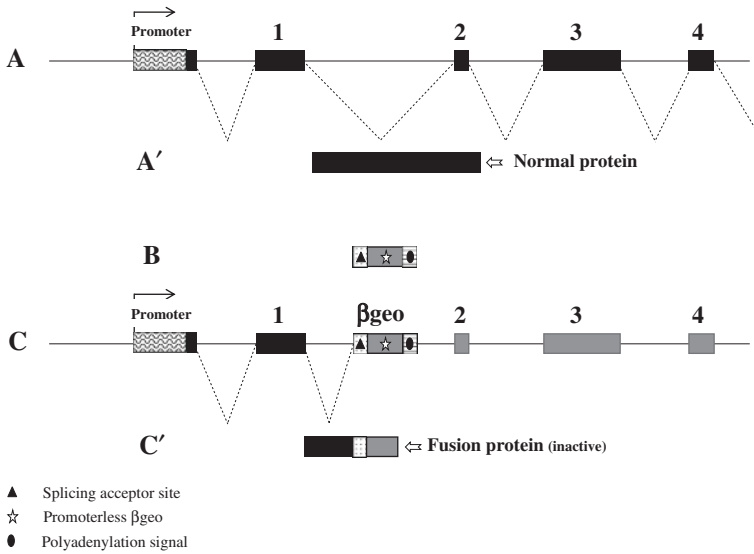 Promoter
1 2 3 4
A
A′ Normal protein
B
Promoter
1 βgeo 2 3 4
C
C′ Fusion protein (inactive)
Splicing acceptor site
Promoterless βgeo
Polyadenylation signal